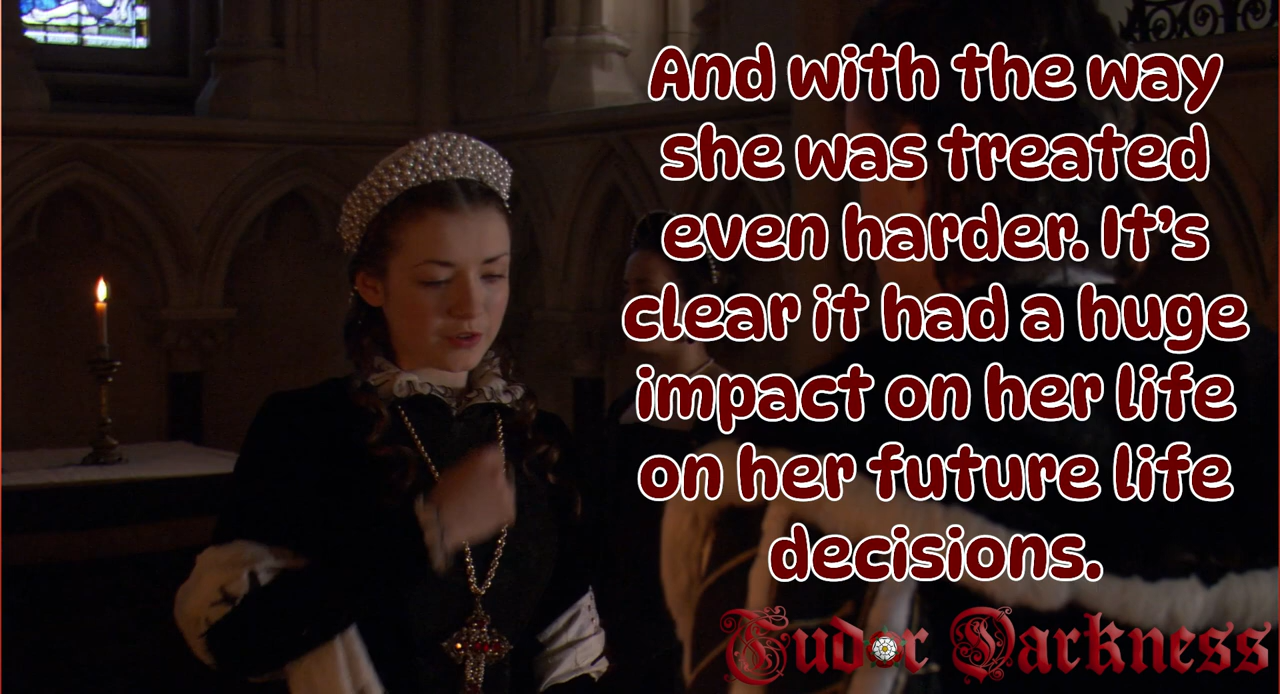 And with the way
she was treated
even harder. It’s
clear it had a huge
impact on her life
on her future life
decisions.
Tudor Darkness